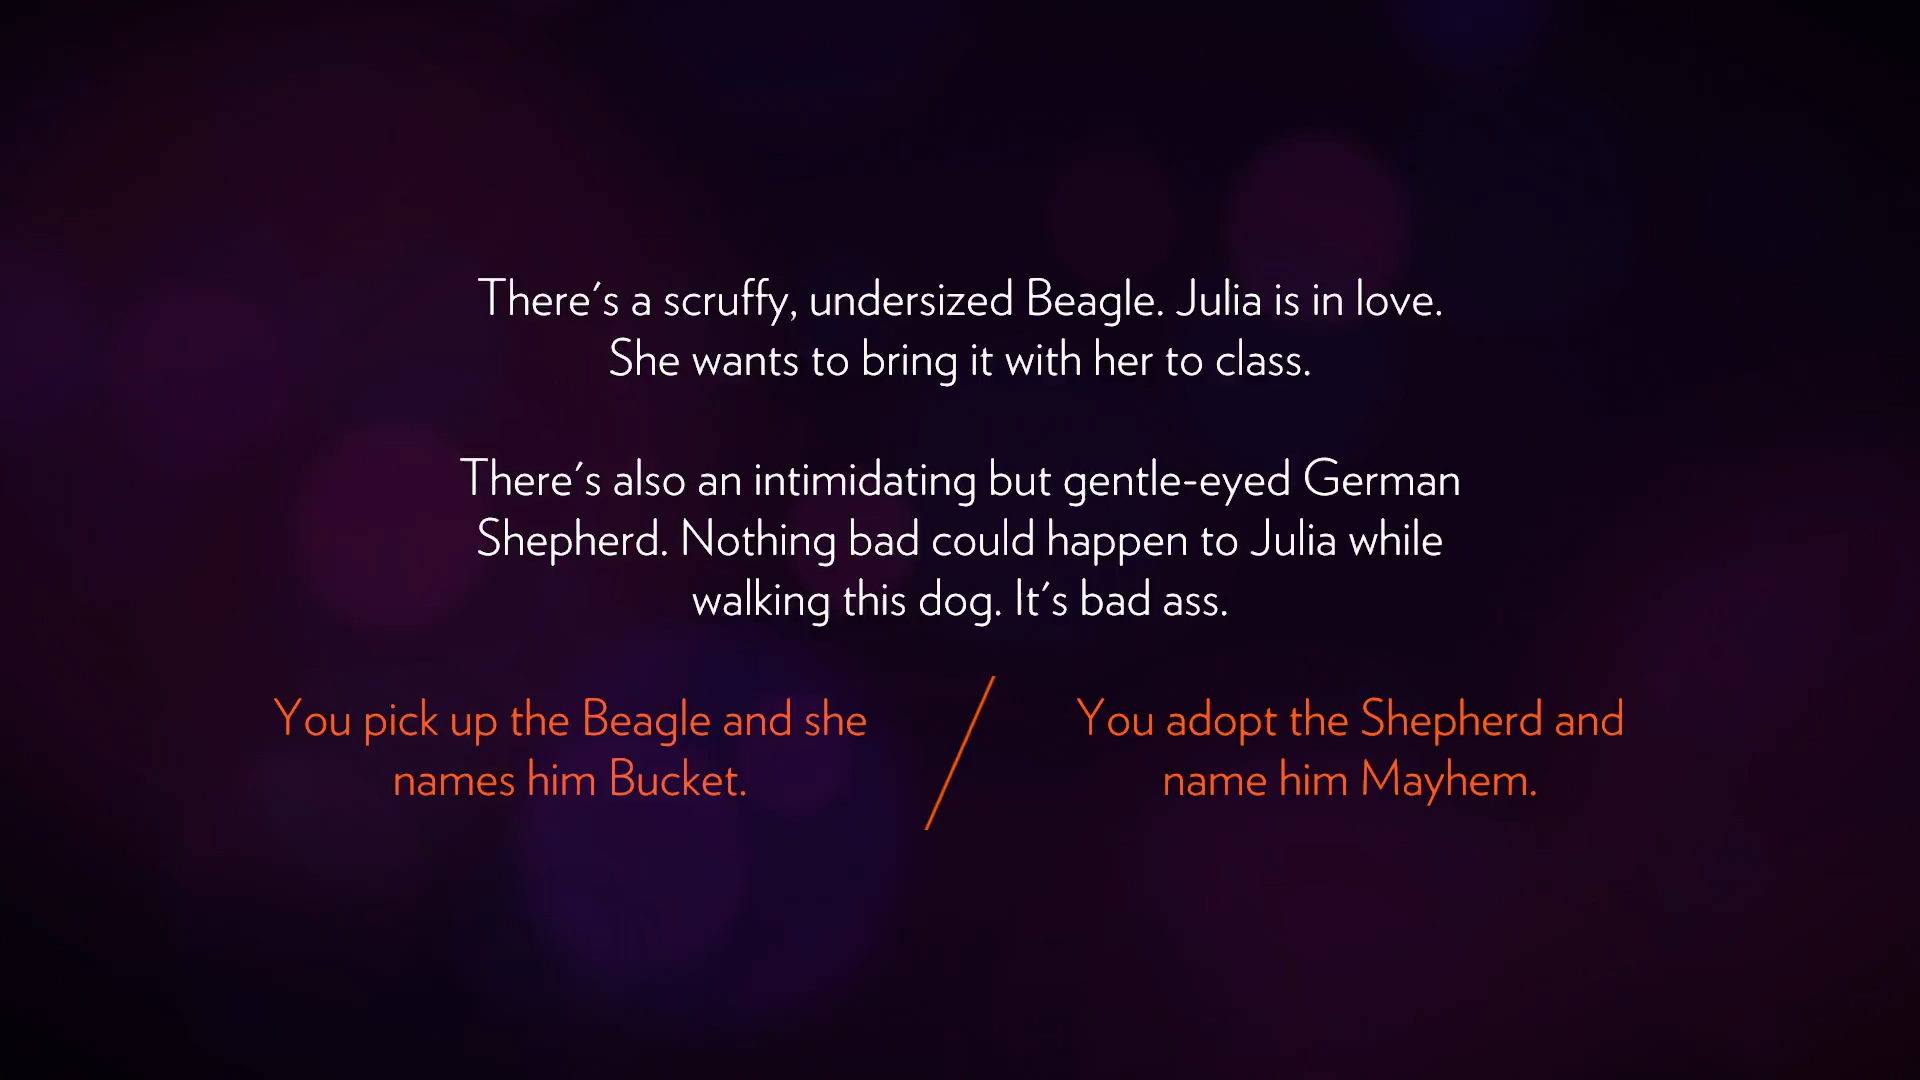 There's a scruffy, undersized Beagle. Julia is in love.
She wants to bring it with her to class.
There's also an intimidating but gentle-eyed German
Shepherd. Nothing bad could happen to Julia while
walking this dog. It's bad ass.
You pick up the Beagle and she
names him Bucket.
You adopt the Shepherd and
name him Mayhem.